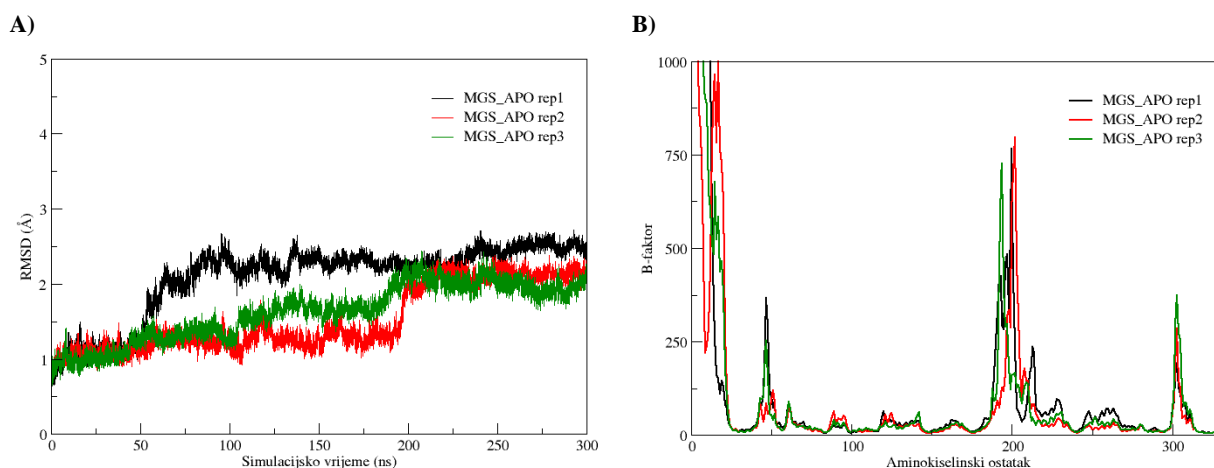 A)
5
4
3
2
1
0
RMSD (Å)
MGS_APO rep1
MGS_APO rep2
MGS_APO rep3
0
50
100
150
200
250
300
Simulacijsko vrijeme (ns)
B)
1000
750
500
250
0
B-faktor
MGS_APO rep1
MGS_APO rep2
MGS_APO rep3
0
100
200
300
Aminokiselinski ostatak